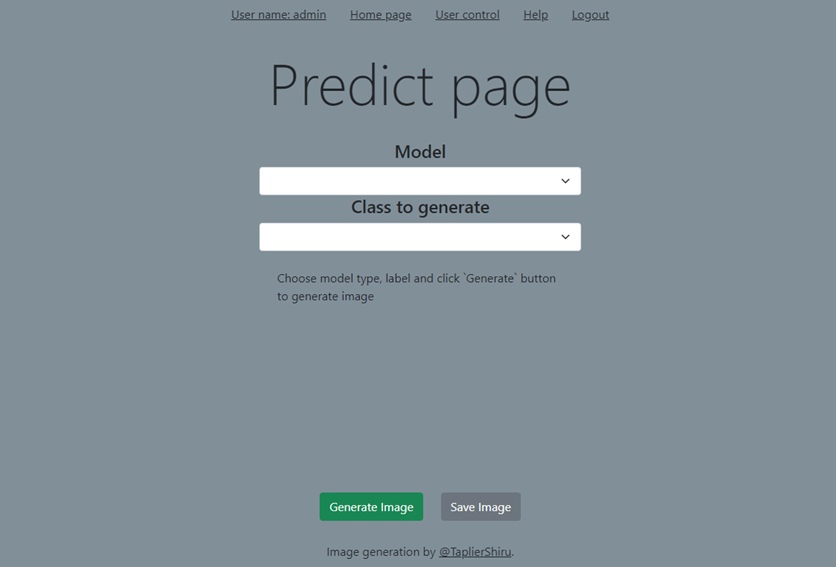 User name: admin Home page User control Help Logout
Predict page
Model
Class to generate
Choose model type, label and click `Generate` button
to generate image
Generate Image Save Image
Image generation by @TaplierShiru.